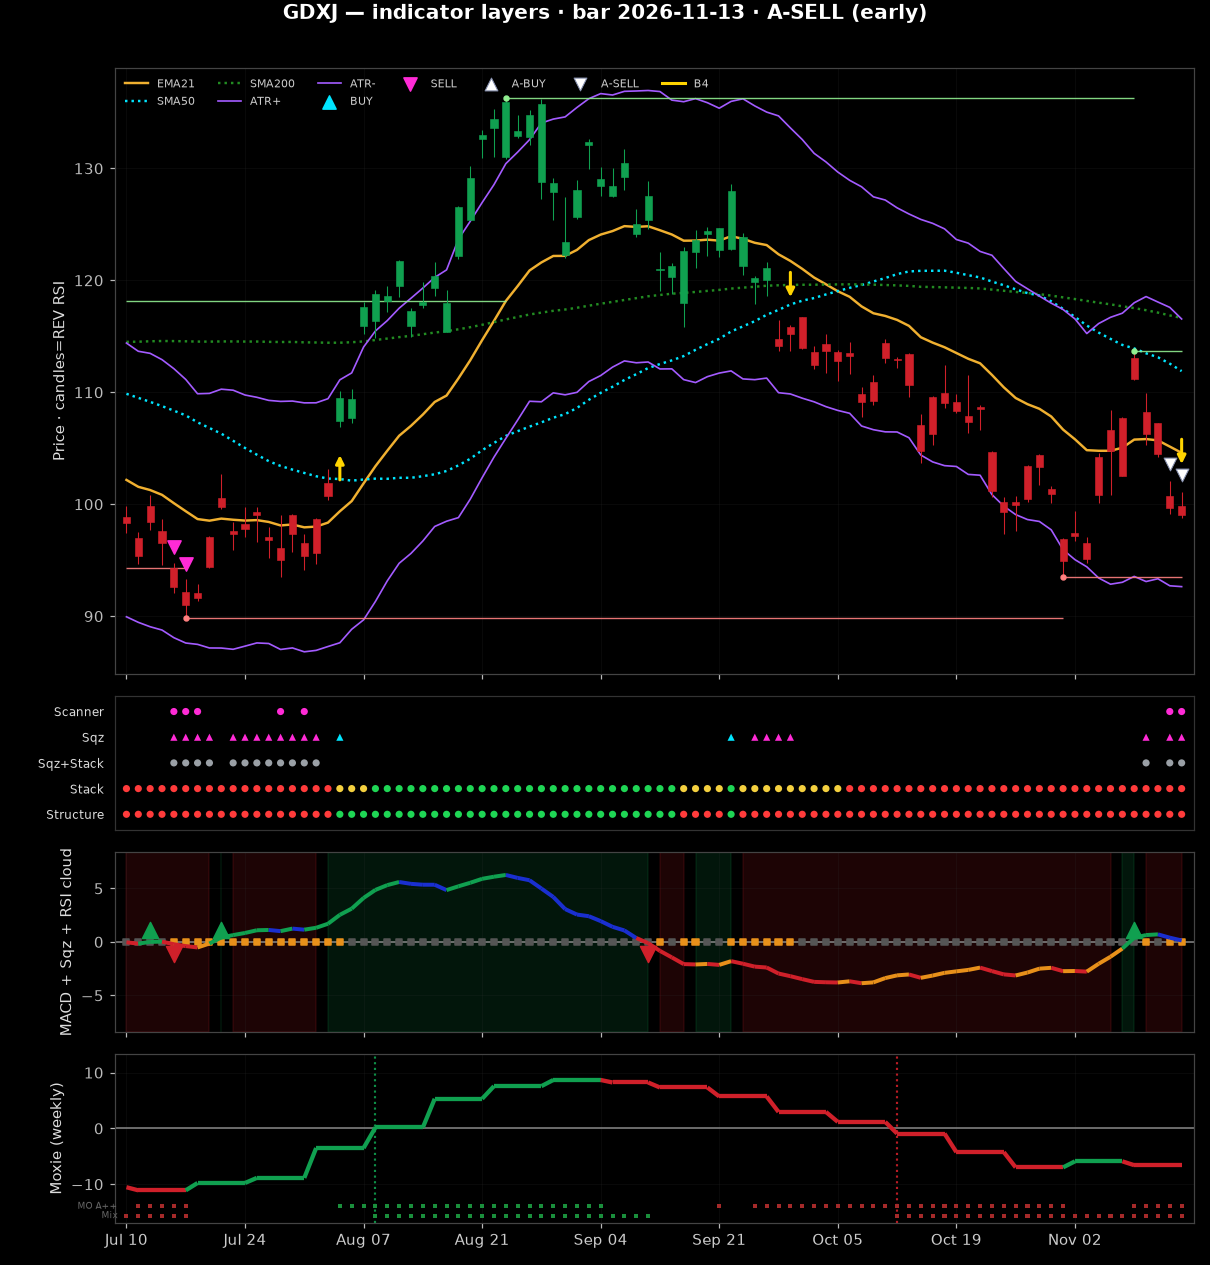 GDXJ — indicator layers · bar 2026-11-13 · A-SELL (early)
EMA21 SMA200 ATR- SELL A-BUY A-SELL B4
SMA50 ATR+ BUY
Price · candles=REV RSI
130
120
110
100
90
Scanner
Sqz
Sqz+Stack
Stack
Structure
MACD + Sqz + RSI cloud
5
0
−5
Moxie (weekly)
10
0
−10
MO A++
Mix
Jul 10 Jul 24 Aug 07 Aug 21 Sep 04 Sep 21 Oct 05 Oct 19 Nov 02